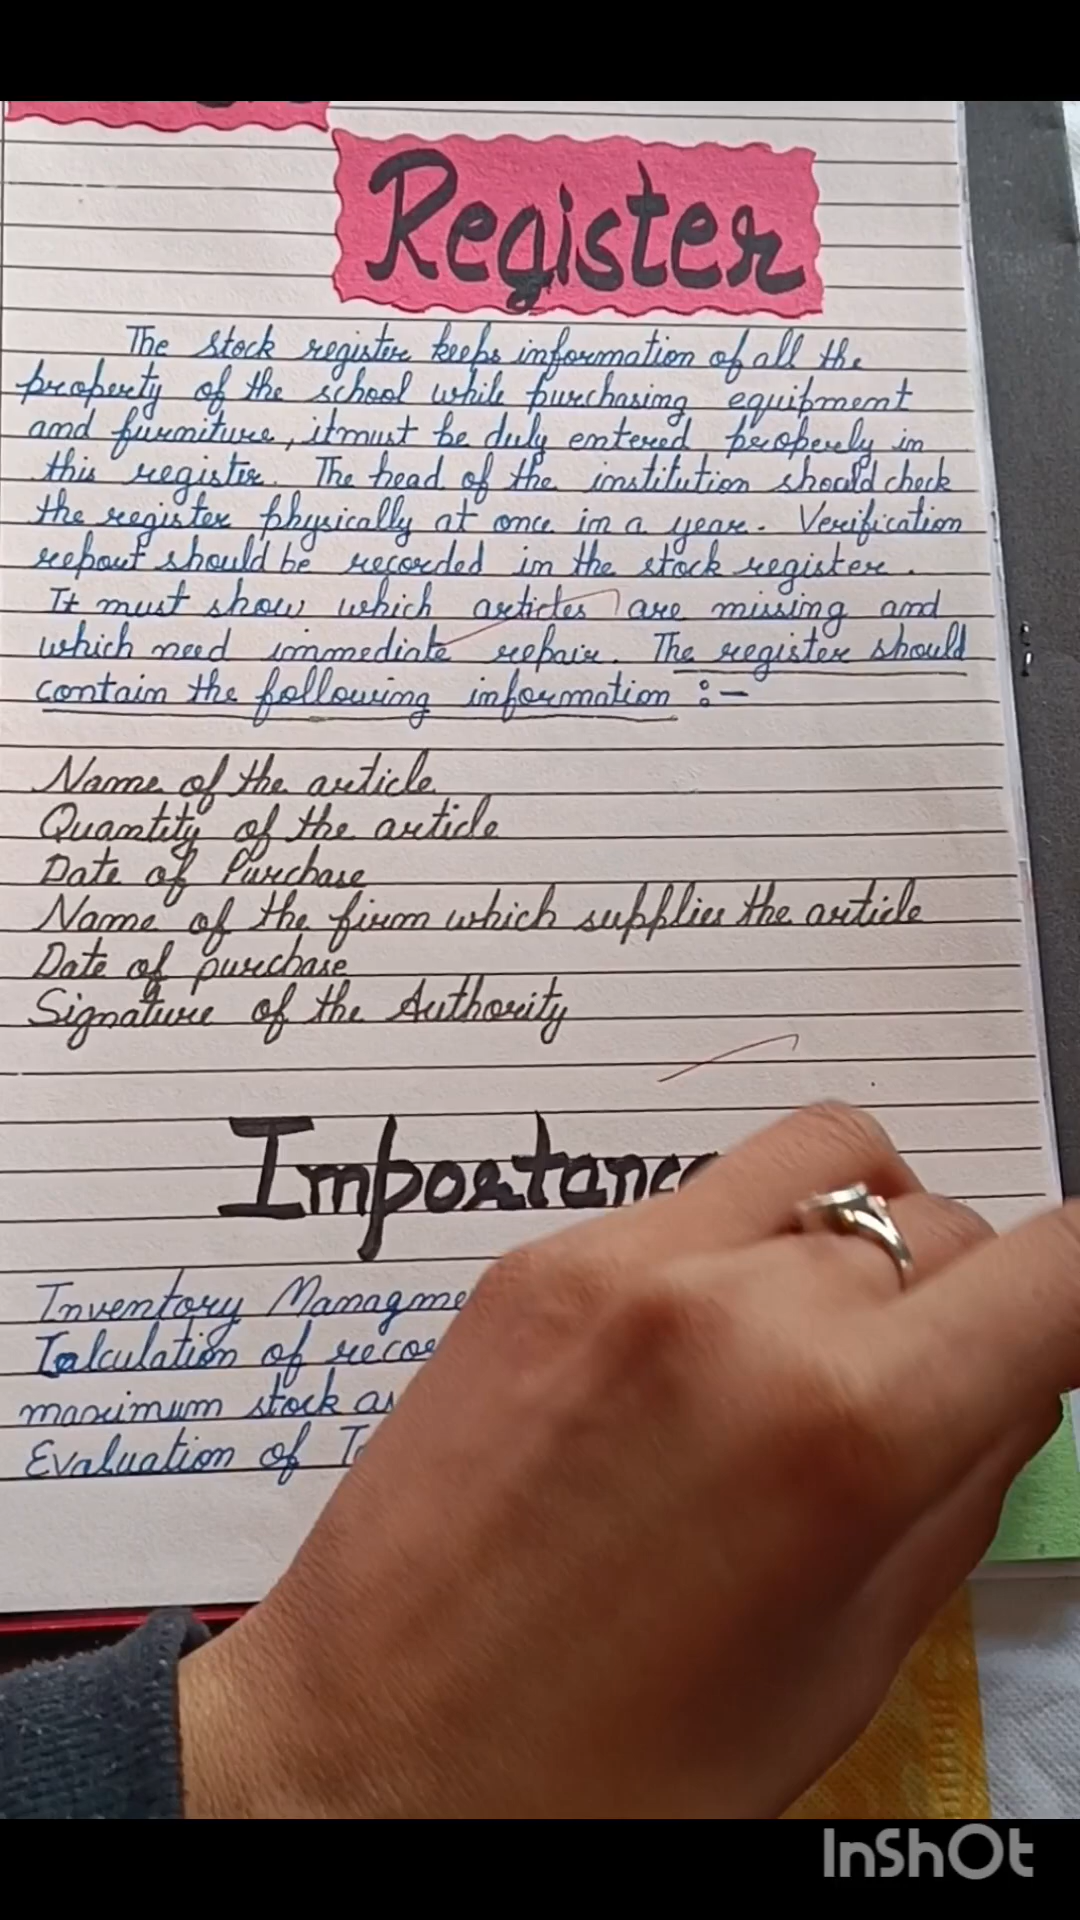 Register
The stock register keeps information of all the
property of the school while purchasing equipment
and furniture, it must be duly entered properly in
this register. The head of the institution should check
the register physically at once in a year. Verification
repout should be recorded in the stock register.
It must show which articles are missing and
which need immediate repair. The register should
contain the following information :-
Name of the article
Quantity of the article
Date of Purchase
Name of the firm which supplies the article
Date of purchase
Signature of the Authority
Importance
Inventory Managme
of
maximum stock
Evaluation of
InShOt